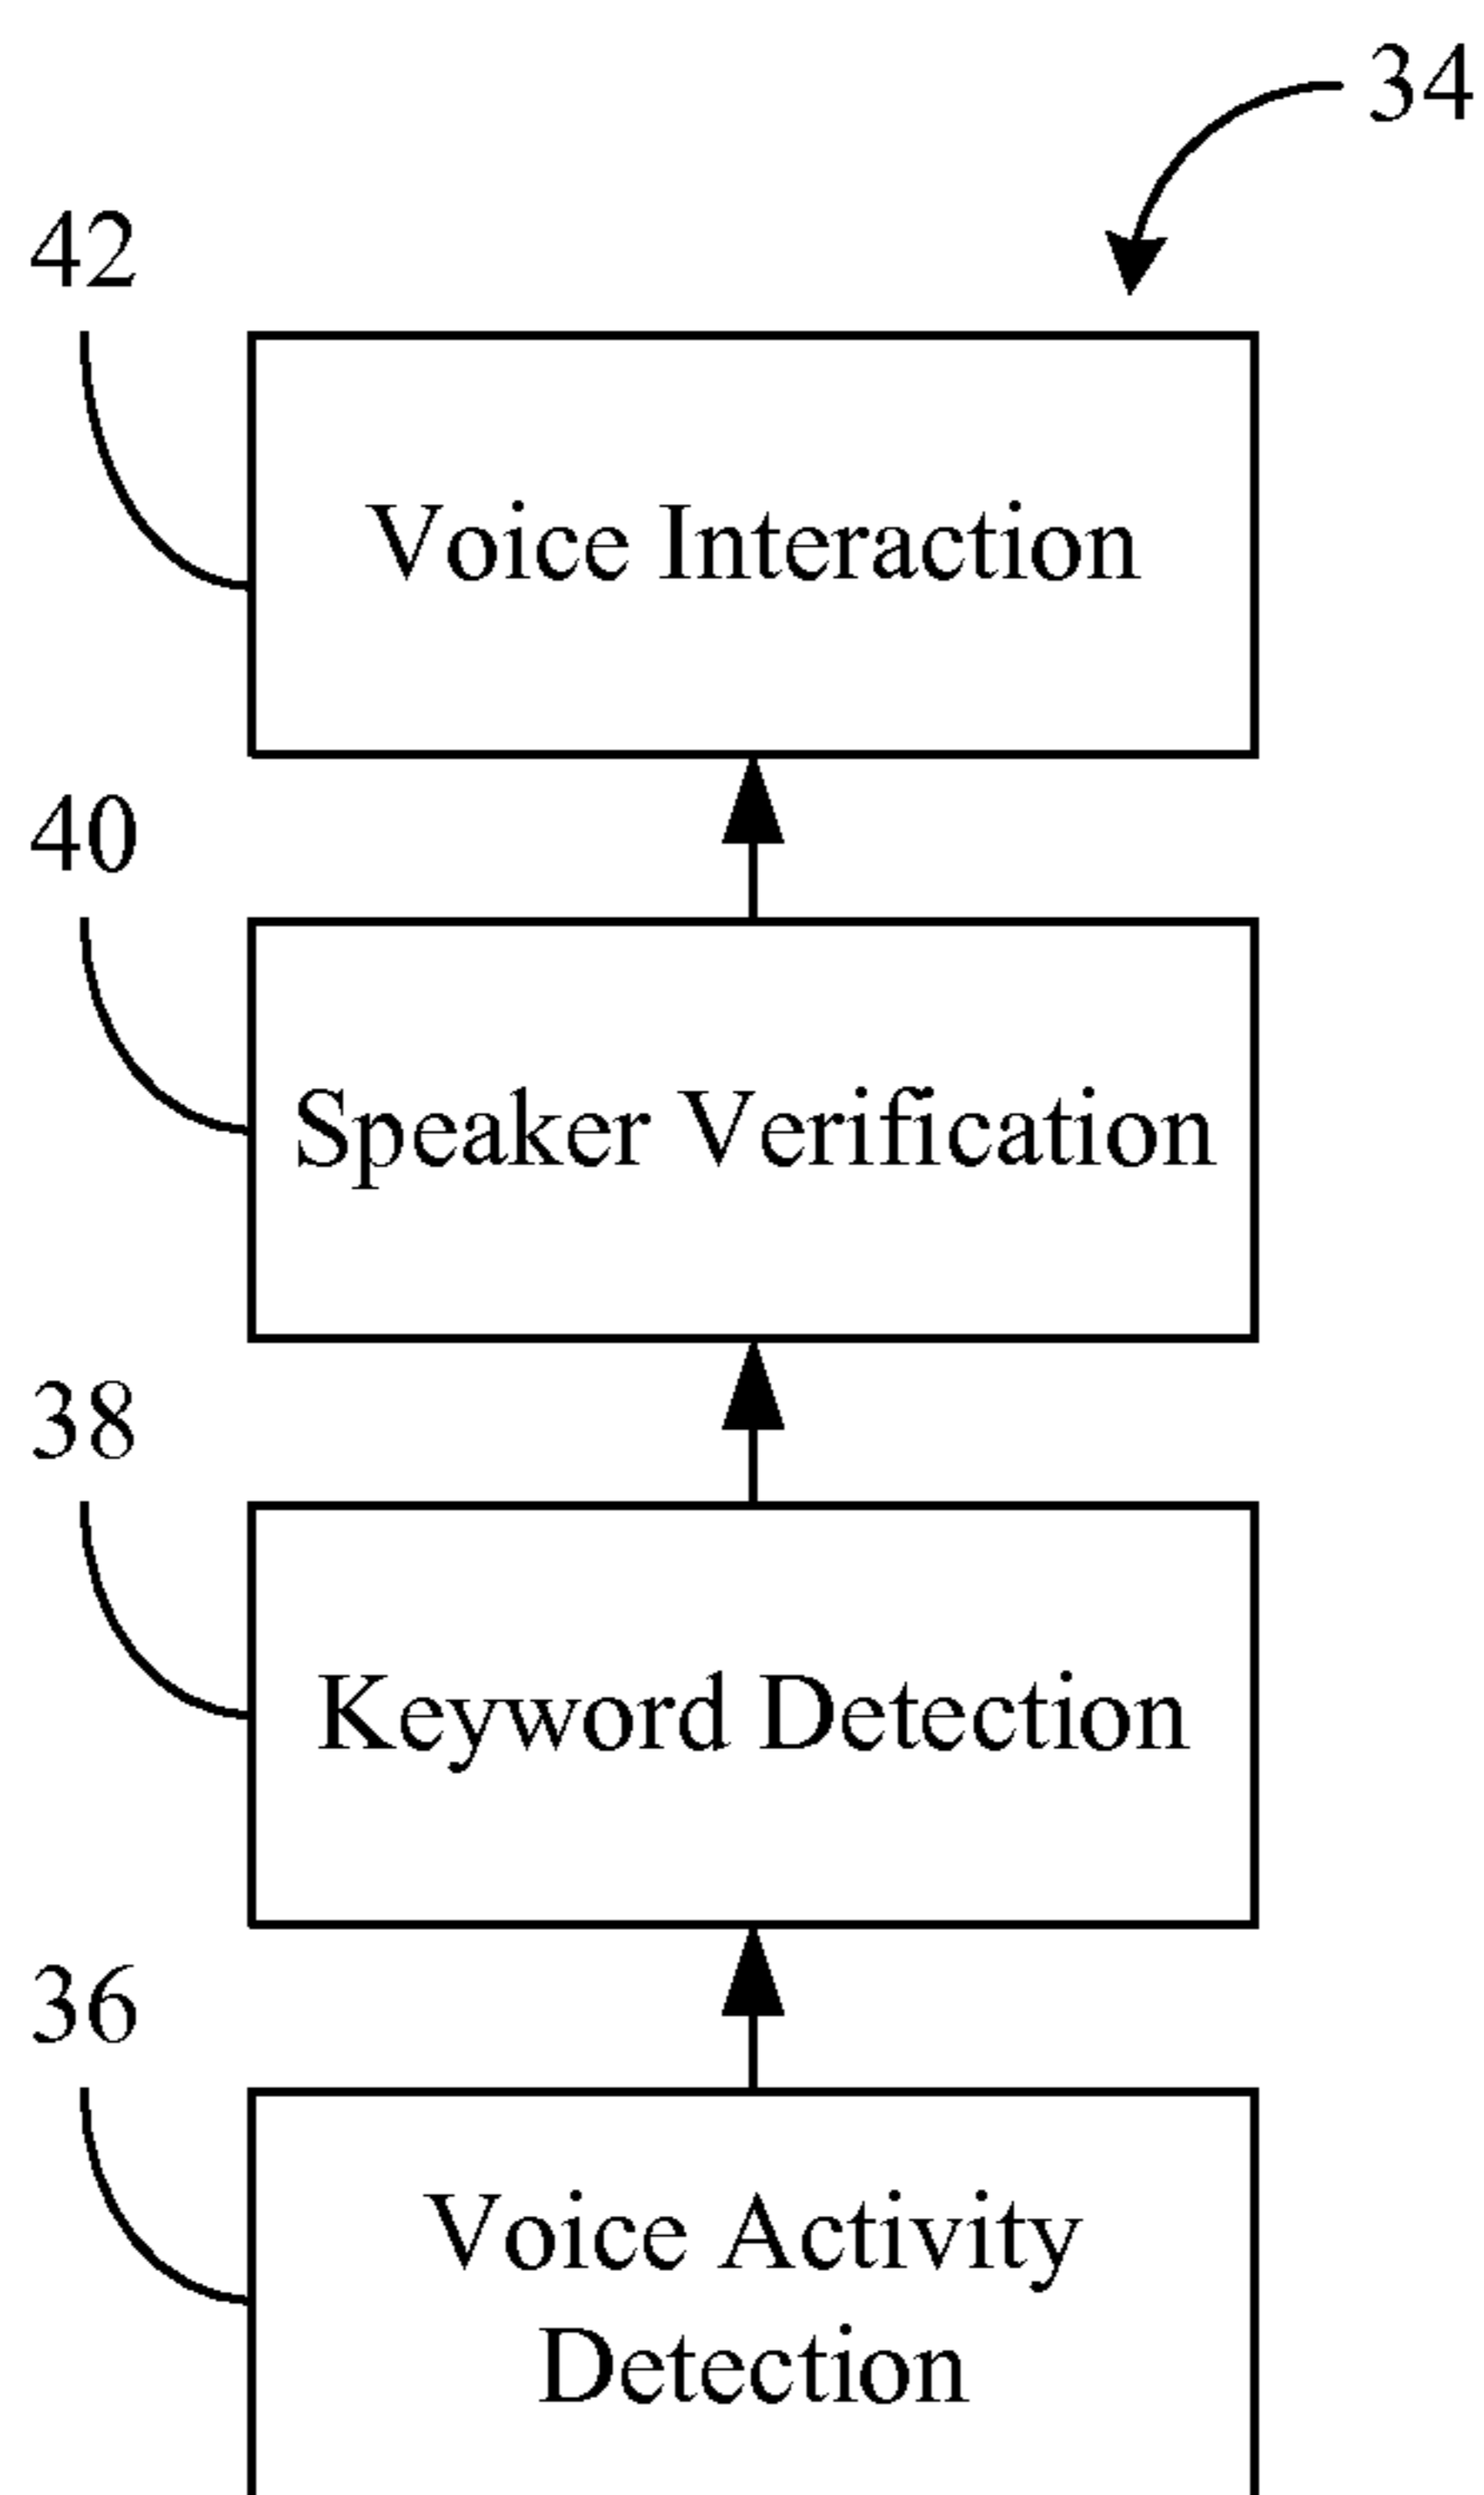 34
42
Voice Interaction
40
Speaker Verification
38
Keyword Detection
36
Voice Activity
Detection